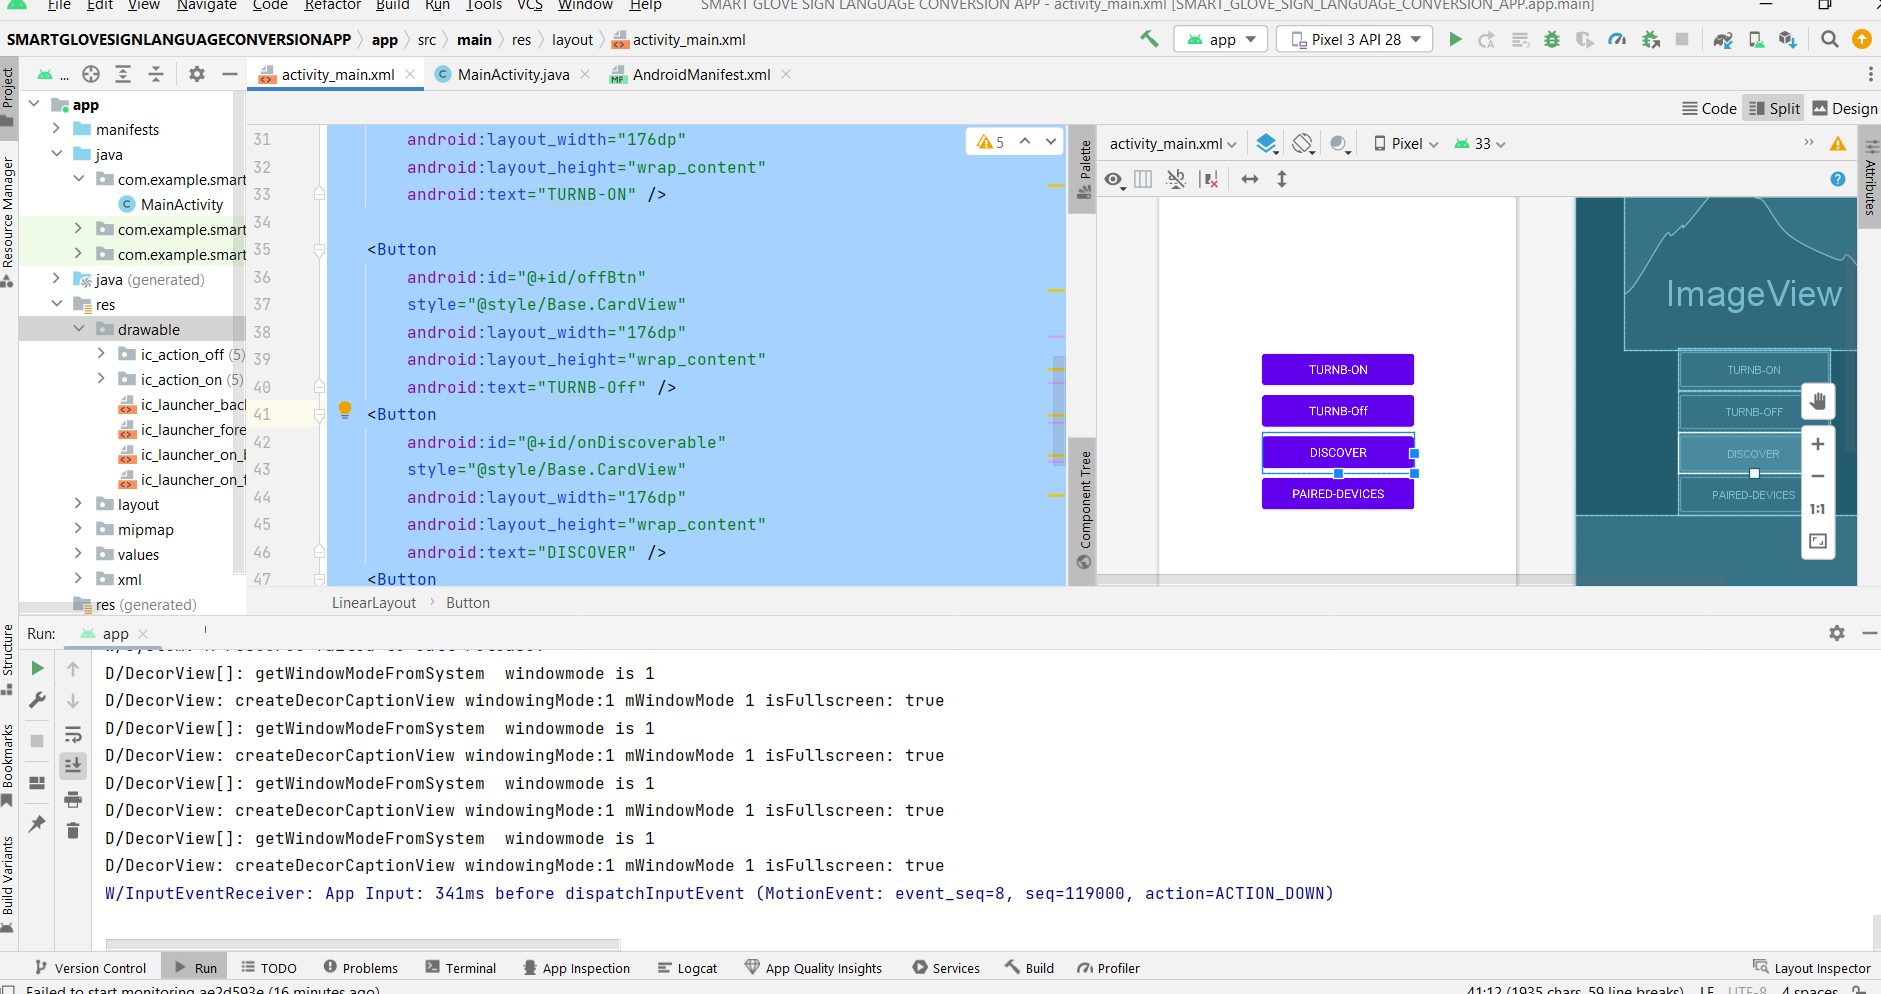 File Edit View Navigate Code Refactor Build Run Tools VCS Window Help SMART GLOVE SIGN LANGUAGE CONVERSION APP - activity_main.xml [SMART_GLOVE_SIGN_LANGUAGE_CONVERSION_APP.app.main]
SMARTGLOVESIGNLANGUAGECONVERSIONAPP app src main res layout activity_main.xml app Pixel 3 API 28
... activity_main.xml MainActivity.java AndroidManifest.xml
Code Split Design
Project
Resource Manager
Structure
Bookmarks
Build Variants
app
manifests
java
com.example.smart
MainActivity
com.example.smart
com.example.smart
java (generated)
res
drawable
ic_action_off (5)
ic_action_on (5)
ic_launcher_bac
ic_launcher_fore
ic_launcher_on_b
ic_launcher_on_f
layout
mipmap
values
xml
res (generated)
31 android:layout_width="176dp"
32 android:layout_height="wrap_content"
33 android:text="TURNB-ON" />
34
35 <Button
36 android:id="@+id/offBtn"
37 style="@style/Base.CardView"
38 android:layout_width="176dp"
39 android:layout_height="wrap_content"
40 android:text="TURNB-Off" />
41 <Button
42 android:id="@+id/onDiscoverable"
43 style="@style/Base.CardView"
44 android:layout_width="176dp"
45 android:layout_height="wrap_content"
46 android:text="DISCOVER" />
47 <Button
5
LinearLayout Button
Palette
Component Tree
activity_main.xml Pixel 33
Attributes
TURNB-ON
TURNB-Off
DISCOVER
PAIRED-DEVICES
ImageView
TURNB-ON
TURNB-OFF
DISCOVER
PAIRED-DEVICES
1:1
Run: app
D/DecorView[]: getWindowModeFromSystem  windowmode is 1
D/DecorView: createDecorCaptionView windowingMode:1 mWindowMode 1 isFullscreen: true
D/DecorView[]: getWindowModeFromSystem  windowmode is 1
D/DecorView: createDecorCaptionView windowingMode:1 mWindowMode 1 isFullscreen: true
D/DecorView[]: getWindowModeFromSystem  windowmode is 1
D/DecorView: createDecorCaptionView windowingMode:1 mWindowMode 1 isFullscreen: true
D/DecorView[]: getWindowModeFromSystem  windowmode is 1
D/DecorView: createDecorCaptionView windowingMode:1 mWindowMode 1 isFullscreen: true
W/InputEventReceiver: App Input: 341ms before dispatchInputEvent (MotionEvent: event_seq=8, seq=119000, action=ACTION_DOWN)
Version Control Run TODO Problems Terminal App Inspection Logcat App Quality Insights Services Build Profiler Layout Inspector
Failed to start monitoring ae2d593e (16 minutes ago) 41:12 (1935 chars, 59 line breaks) LF UTF-8 4 spaces